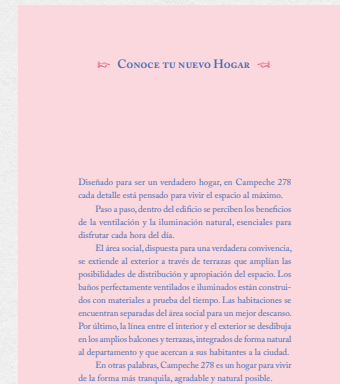 Conoce tu nuevo Hogar
Diseñado para ser un verdadero hogar, en Campeche 278
cada detalle está pensado para vivir el espacio al máximo.
Paso a paso, dentro del edificio se perciben los beneficios
de la ventilación y la iluminación natural, esenciales para
disfrutar cada hora del día.
El área social, dispuesta para una verdadera convivencia,
se extiende al exterior a través de terrazas que amplían las
posibilidades de distribución y apropiación del espacio. Los
baños perfectamente ventilados e iluminados están construi-
dos con materiales a prueba del tiempo. Las habitaciones se
encuentran separadas del área social para un mejor descanso.
Por último, la línea entre el interior y el exterior se desdibuja
en los amplios balcones y terrazas, integrados de forma natural
al departamento y que acercan a sus habitantes a la ciudad.
En otras palabras, Campeche 278 es un hogar para vivir
de la forma más tranquila, agradable y natural posible.